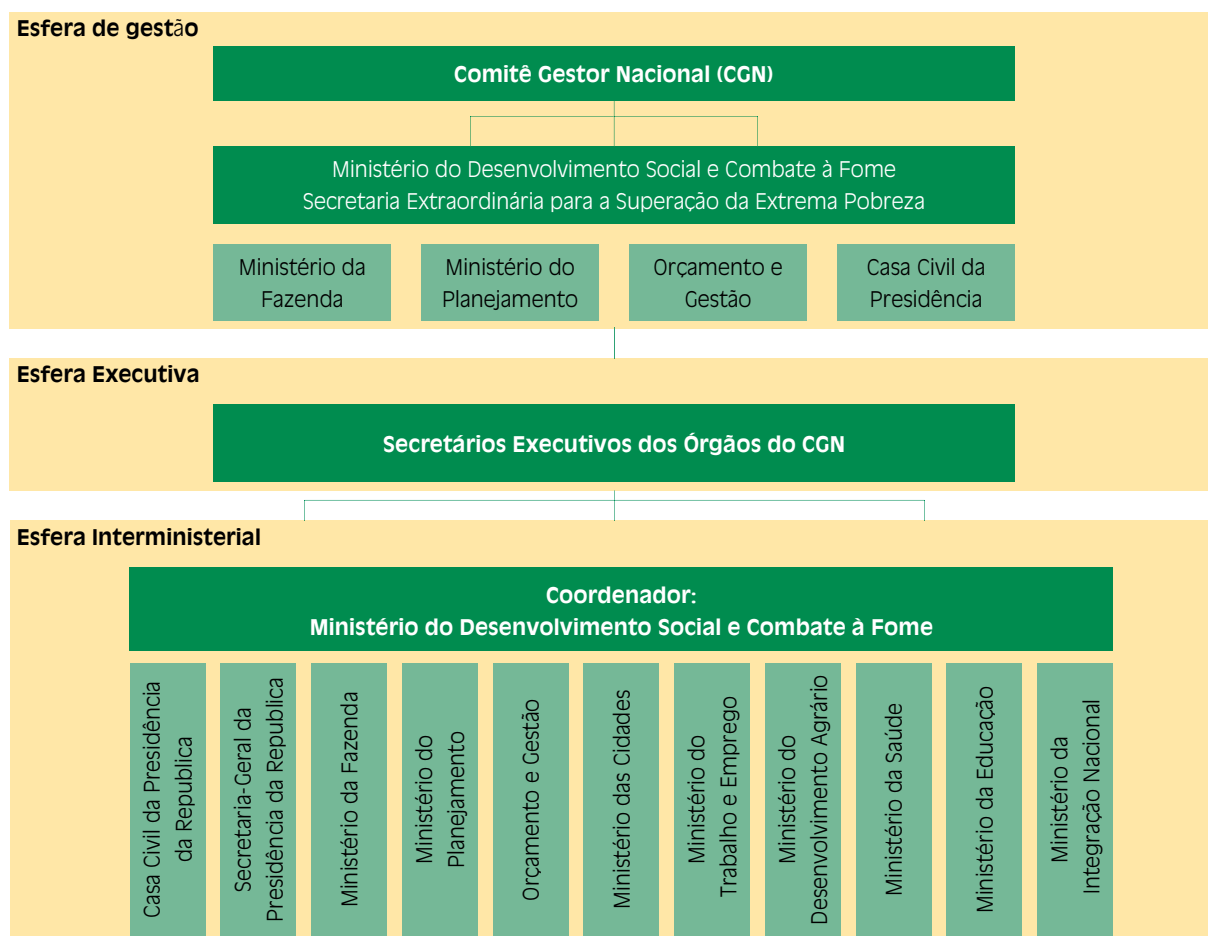 Esfera de gestão
Comitê Gestor Nacional (CGN)
Ministério do Desenvolvimento Social e Combate à Fome
Secretaria Extraordinária para a Superação da Extrema Pobreza
Ministério da
Fazenda
Ministério do
Planejamento
Orçamento e
Gestão
Casa Civil da
Presidência
Esfera Executiva
Secretários Executivos dos Órgãos do CGN
Esfera Interministerial
Coordenador:
Ministério do Desenvolvimento Social e Combate à Fome
Casa Civil da Presidência
da Republica
Secretaria-Geral da
Presidência da Republica
Ministério da Fazenda
Ministério do
Planejamento
Orçamento e Gestão
Ministério das Cidades
Ministério do
Trabalho e Emprego
Ministério do
Desenvolvimento Agrário
Ministério da Saúde
Ministério da Educação
Ministério da
Integração Nacional